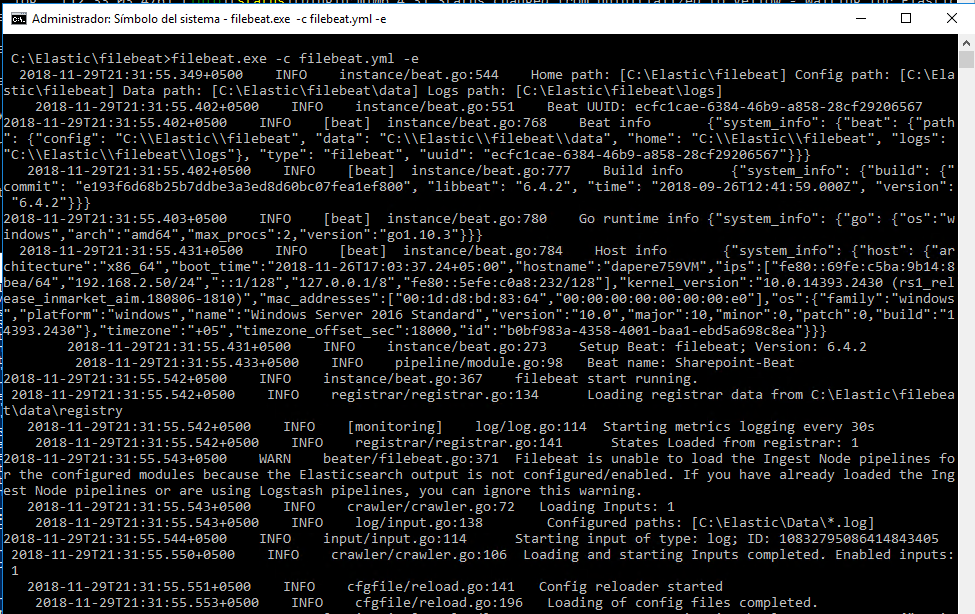 Administrador: Símbolo del sistema - filebeat.exe -c filebeat.yml -e
C:\Elastic\filebeat>filebeat.exe -c filebeat.yml -e
2018-11-29T21:31:55.349+0500 INFO instance/beat.go:544 Home path: [C:\Elastic\filebeat] Config path: [C:\Ela
stic\filebeat] Data path: [C:\Elastic\filebeat\data] Logs path: [C:\Elastic\filebeat\logs]
2018-11-29T21:31:55.402+0500 INFO instance/beat.go:551 Beat UUID: ecfc1cae-6384-46b9-a858-28cf29206567
2018-11-29T21:31:55.402+0500 INFO [beat] instance/beat.go:768 Beat info {"system_info": {"beat": {"path
": {"config": "C:\\Elastic\\filebeat", "data": "C:\\Elastic\\filebeat\\data", "home": "C:\\Elastic\\filebeat", "logs":
"C:\\Elastic\\filebeat\\logs"}, "type": "filebeat", "uuid": "ecfc1cae-6384-46b9-a858-28cf29206567"}}}
2018-11-29T21:31:55.402+0500 INFO [beat] instance/beat.go:777 Build info {"system_info": {"build": {"
commit": "e193f6d68b25b7ddbe3a3ed8d60bc07fea1ef800", "libbeat": "6.4.2", "time": "2018-09-26T12:41:59.000Z", "version":
"6.4.2"}}}
2018-11-29T21:31:55.403+0500 INFO [beat] instance/beat.go:780 Go runtime info {"system_info": {"go": {"os":"w
indows","arch":"amd64","max_procs":2,"version":"go1.10.3"}}}
2018-11-29T21:31:55.431+0500 INFO [beat] instance/beat.go:784 Host info {"system_info": {"host": {"ar
chitecture":"x86_64","boot_time":"2018-11-26T17:03:37.24+05:00","hostname":"dapere759VM","ips":["fe80::69fe:c5ba:9b14:8
bea/64","192.168.2.50/24","::1/128","127.0.0.1/8","fe80::5efe:c0a8:232/128"],"kernel_version":"10.0.14393.2430 (rs1_rel
ease_inmarket_aim.180806-1810)","mac_addresses":["00:1d:d8:bd:83:64","00:00:00:00:00:00:00:e0"],"os":{"family":"windows
","platform":"windows","name":"Windows Server 2016 Standard","version":"10.0","major":10,"minor":0,"patch":0,"build":"1
4393.2430"},"timezone":"+05","timezone_offset_sec":18000,"id":"b0bf983a-4358-4001-baa1-ebd5a698c8ea"}}}
2018-11-29T21:31:55.431+0500 INFO instance/beat.go:273 Setup Beat: filebeat; Version: 6.4.2
2018-11-29T21:31:55.433+0500 INFO pipeline/module.go:98 Beat name: Sharepoint-Beat
2018-11-29T21:31:55.542+0500 INFO instance/beat.go:367 filebeat start running.
2018-11-29T21:31:55.542+0500 INFO registrar/registrar.go:134 Loading registrar data from C:\Elastic\filebea
t\data\registry
2018-11-29T21:31:55.542+0500 INFO [monitoring] log/log.go:114 Starting metrics logging every 30s
2018-11-29T21:31:55.542+0500 INFO registrar/registrar.go:141 States Loaded from registrar: 1
2018-11-29T21:31:55.543+0500 WARN beater/filebeat.go:371 Filebeat is unable to load the Ingest Node pipelines fo
r the configured modules because the Elasticsearch output is not configured/enabled. If you have already loaded the Ing
est Node pipelines or are using Logstash pipelines, you can ignore this warning.
2018-11-29T21:31:55.543+0500 INFO crawler/crawler.go:72 Loading Inputs: 1
2018-11-29T21:31:55.543+0500 INFO log/input.go:138 Configured paths: [C:\Elastic\Data\*.log]
2018-11-29T21:31:55.544+0500 INFO input/input.go:114 Starting input of type: log; ID: 10832795086414843405
2018-11-29T21:31:55.550+0500 INFO crawler/crawler.go:106 Loading and starting Inputs completed. Enabled inputs:
1
2018-11-29T21:31:55.551+0500 INFO cfgfile/reload.go:141 Config reloader started
2018-11-29T21:31:55.553+0500 INFO cfgfile/reload.go:196 Loading of config files completed.